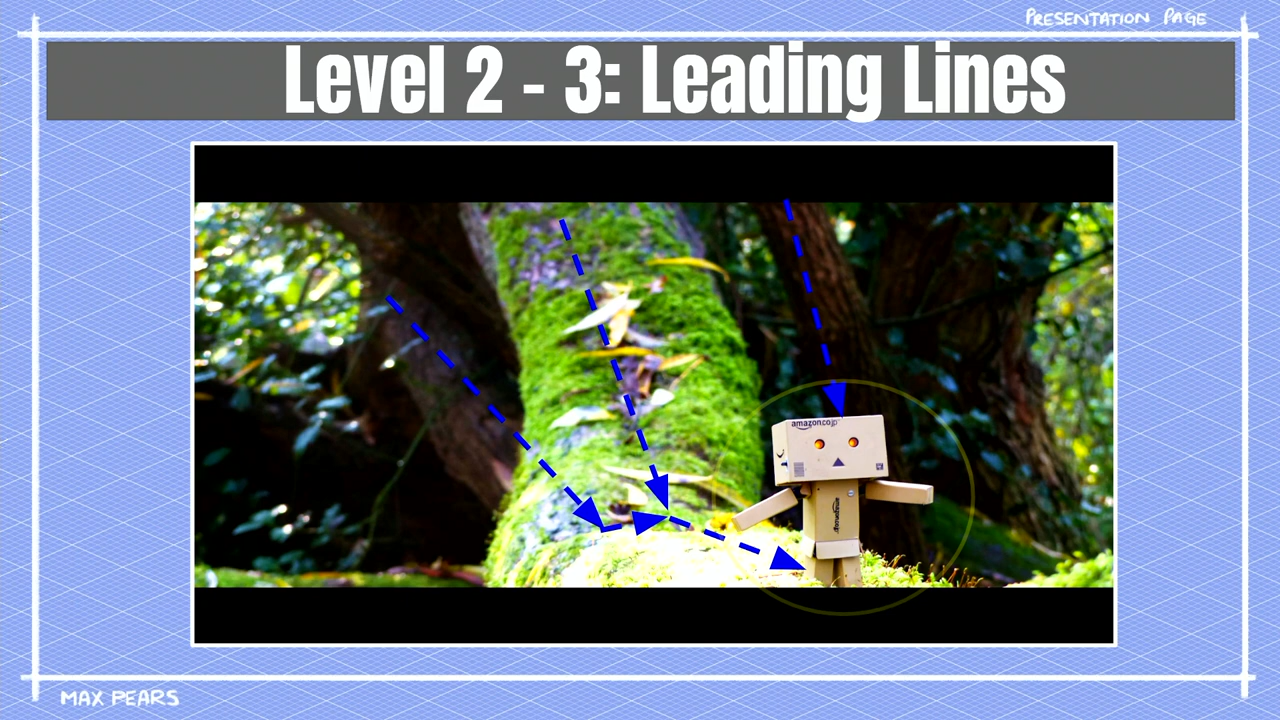 PRESENTATION PAGE
Level 2 - 3: Leading Lines
amazon.co.jp
MAX PEARS